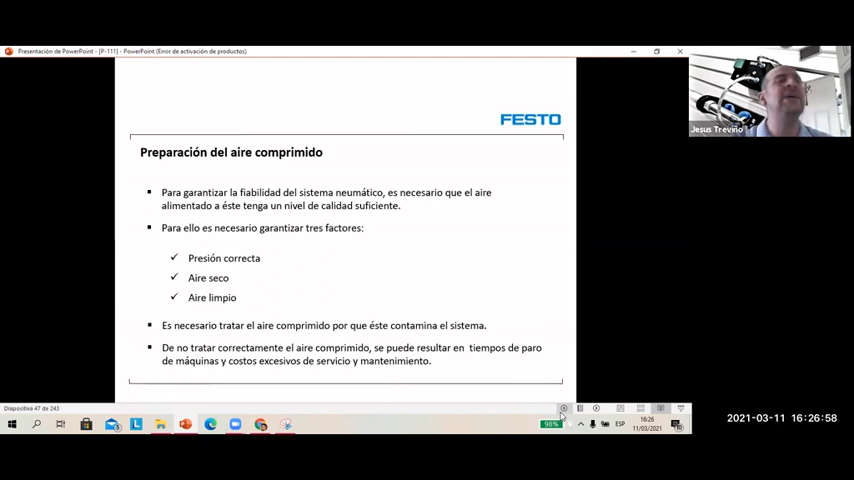 Presentación de PowerPoint - [P-111] - PowerPoint (Error de activación de productos)
FESTO
Jesus Treviño
Preparación del aire comprimido
▪ Para garantizar la fiabilidad del sistema neumático, es necesario que el aire
alimentado a éste tenga un nivel de calidad suficiente.
▪ Para ello es necesario garantizar tres factores:
✓ Presión correcta
✓ Aire seco
✓ Aire limpio
▪ Es necesario tratar el aire comprimido por que éste contamina el sistema.
▪ De no tratar correctamente el aire comprimido, se puede resultar en tiempos de paro
de máquinas y costos excesivos de servicio y mantenimiento.
Diapositiva 47 de 243
98%
ESP
16:26
11/03/2021
2021-03-11 16:26:58